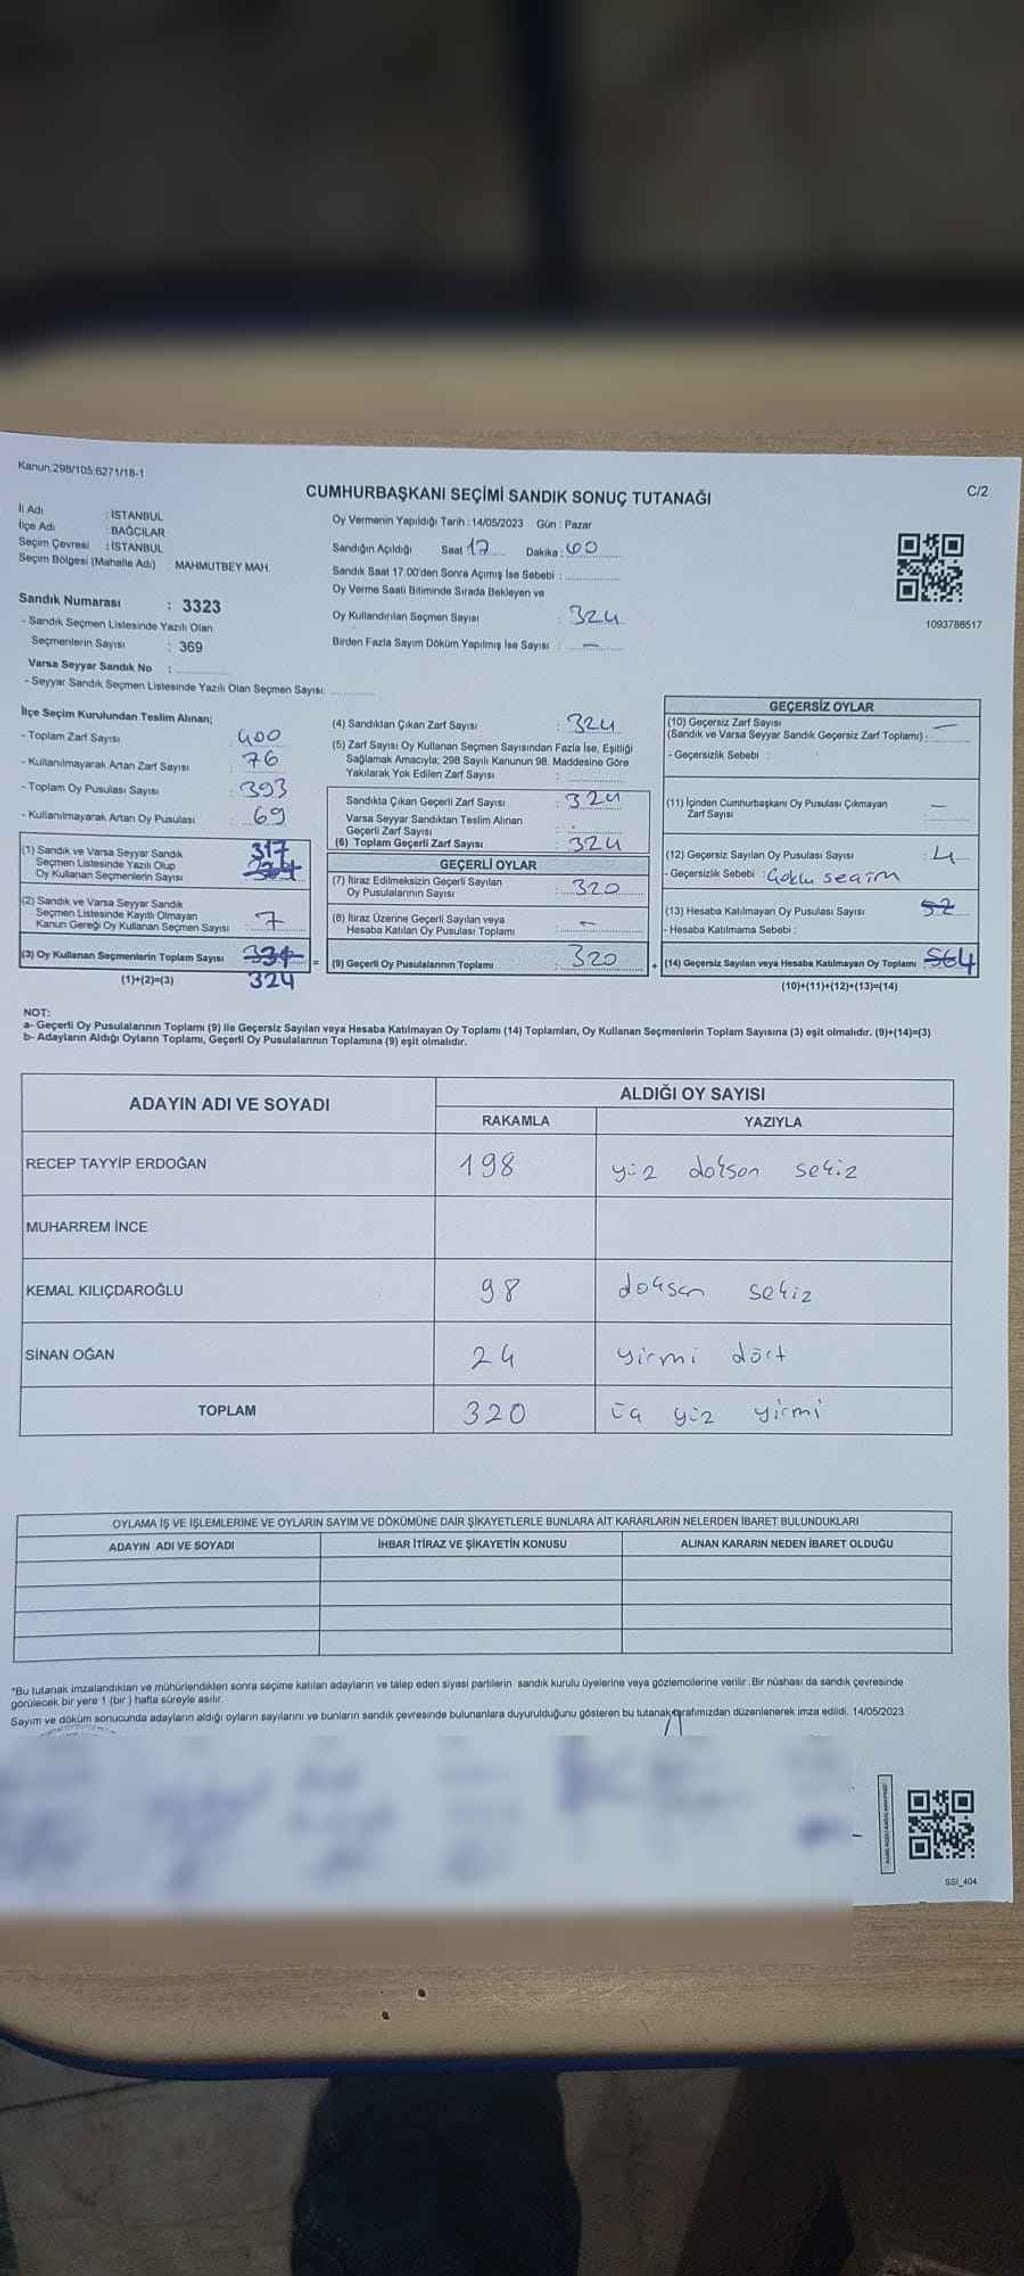 Kanun:298/105;6271/18-1
C/2
CUMHURBAŞKANI SEÇİMİ SANDIK SONUÇ TUTANAĞI
İl Adı : İSTANBUL
İlçe Adı : BAĞCILAR
Seçim Çevresi : İSTANBUL
Seçim Bölgesi (Mahalle Adı) MAHMUTBEY MAH.
Sandık Numarası : 3323
- Sandık Seçmen Listesinde Yazılı Olan
Seçmenlerin Sayısı : 369
Varsa Seyyar Sandık No :
- Seyyar Sandık Seçmen Listesinde Yazılı Olan Seçmen Sayısı:
Oy Vermenin Yapıldığı Tarih : 14/05/2023 Gün : Pazar
Sandığın Açıldığı Saat 17 Dakika : 00
Sandık Saat 17.00'den Sonra Açılmış İse Sebebi :
Oy Verme Saati Bitiminde Sırada Bekleyen ve
Oy Kullandırılan Seçmen Sayısı : 324
Birden Fazla Sayım Döküm Yapılmış İse Sayısı : —
1093786517
İlçe Seçim Kurulundan Teslim Alınan;
- Toplam Zarf Sayısı : 400
- Kullanılmayarak Artan Zarf Sayısı : 76
- Toplam Oy Pusulası Sayısı : 393
- Kullanılmayarak Artan Oy Pusulası : 69
(1) Sandık ve Varsa Seyyar Sandık 317
Seçmen Listesinde Yazılı Olup
Oy Kullanan Seçmenlerin Sayısı
(2) Sandık ve Varsa Seyyar Sandık
Seçmen Listesinde Kayıtlı Olmayan
Kanun Gereği Oy Kullanan Seçmen Sayısı : 7
(3) Oy Kullanan Seçmenlerin Toplam Sayısı
(1)+(2)=(3) 324
(4) Sandıktan Çıkan Zarf Sayısı : 324
(5) Zarf Sayısı Oy Kullanan Seçmen Sayısından Fazla İse, Eşitliği
Sağlamak Amacıyla; 298 Sayılı Kanunun 98. Maddesine Göre
Yakılarak Yok Edilen Zarf Sayısı :
Sandıkta Çıkan Geçerli Zarf Sayısı : 324
Varsa Seyyar Sandıktan Teslim Alınan
Geçerli Zarf Sayısı :
(6) Toplam Geçerli Zarf Sayısı : 324
GEÇERLİ OYLAR
(7) İtiraz Edilmeksizin Geçerli Sayılan
Oy Pusulalarının Sayısı : 320
(8) İtiraz Üzerine Geçerli Sayılan veya
Hesaba Katılan Oy Pusulası Toplamı : —
= (9) Geçerli Oy Pusulalarının Toplamı : 320
GEÇERSİZ OYLAR
(10) Geçersiz Zarf Sayısı —
(Sandık ve Varsa Seyyar Sandık Geçersiz Zarf Toplamı) :
- Geçersizlik Sebebi :
(11) İçinden Cumhurbaşkanı Oy Pusulası Çıkmayan
Zarf Sayısı : —
(12) Geçersiz Sayılan Oy Pusulası Sayısı : 4
- Geçersizlik Sebebi : Çoklu seçim
(13) Hesaba Katılmayan Oy Pusulası Sayısı : 52
- Hesaba Katılmama Sebebi :
+ (14) Geçersiz Sayılan veya Hesaba Katılmayan Oy Toplamı : 4
(10)+(11)+(12)+(13)=(14)
NOT:
a- Geçerli Oy Pusulalarının Toplamı (9) ile Geçersiz Sayılan veya Hesaba Katılmayan Oy Toplamı (14) Toplamları, Oy Kullanan Seçmenlerin Toplam Sayısına (3) eşit olmalıdır. (9)+(14)=(3)
b- Adayların Aldığı Oyların Toplamı, Geçerli Oy Pusulalarının Toplamına (9) eşit olmalıdır.
ADAYIN ADI VE SOYADI
ALDIĞI OY SAYISI
RAKAMLA YAZIYLA
RECEP TAYYİP ERDOĞAN 198 yüz doksan sekiz
MUHARREM İNCE
KEMAL KILIÇDAROĞLU 98 doksan sekiz
SİNAN OĞAN 24 yirmi dört
TOPLAM 320 üç yüz yirmi
OYLAMA İŞ VE İŞLEMLERİNE VE OYLARIN SAYIM VE DÖKÜMÜNE DAİR ŞİKAYETLERLE BUNLARA AİT KARARLARIN NELERDEN İBARET BULUNDUKLARI
ADAYIN ADI VE SOYADI İHBAR İTİRAZ VE ŞİKAYETİN KONUSU ALINAN KARARIN NEDEN İBARET OLDUĞU
*Bu tutanak imzalandıktan ve mühürlendikten sonra seçime katılan adayların ve talep eden siyasi partilerin sandık kurulu üyelerine veya gözlemcilerine verilir. Bir nüshası da sandık çevresinde
görülecek bir yere 1 (bir) hafta süreyle asılır.
Sayım ve döküm sonucunda adayların aldığı oyların sayılarını ve bunların sandık çevresinde bulunanlara duyurulduğunu gösteren bu tutanak tarafımızdan düzenlenerek imza edildi. 14/05/2023
SSI_404